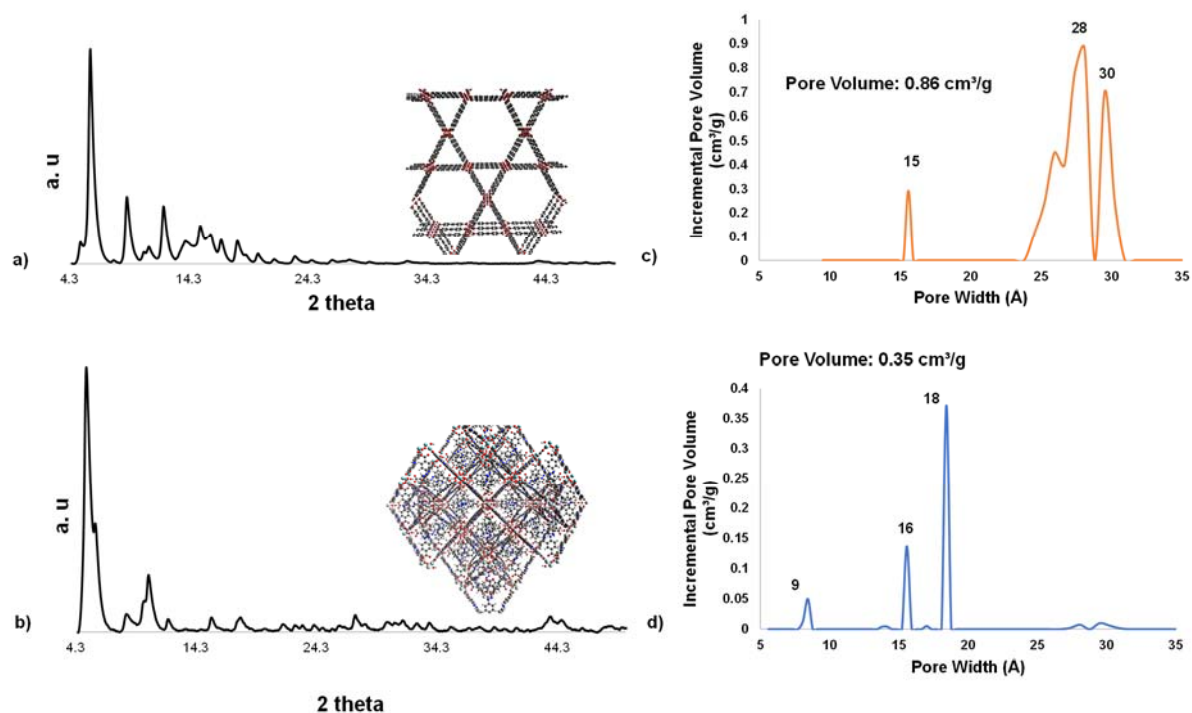 a. u
a)
4.3 14.3 24.3 34.3 44.3
2 theta
Incremental Pore Volume
(cm³/g)
1
0.9
0.8
0.7
0.6
0.5
0.4
0.3
0.2
0.1
0
Pore Volume: 0.86 cm³/g
15
28
30
c)
5 10 15 20 25 30 35
Pore Width (Å)
a. u
b)
4.3 14.3 24.3 34.3 44.3
2 theta
Pore Volume: 0.35 cm³/g
Incremental Pore Volume
(cm³/g)
0.4
0.35
0.3
0.25
0.2
0.15
0.1
0.05
0
9
16
18
d)
5 10 15 20 25 30 35
Pore Width (Å)